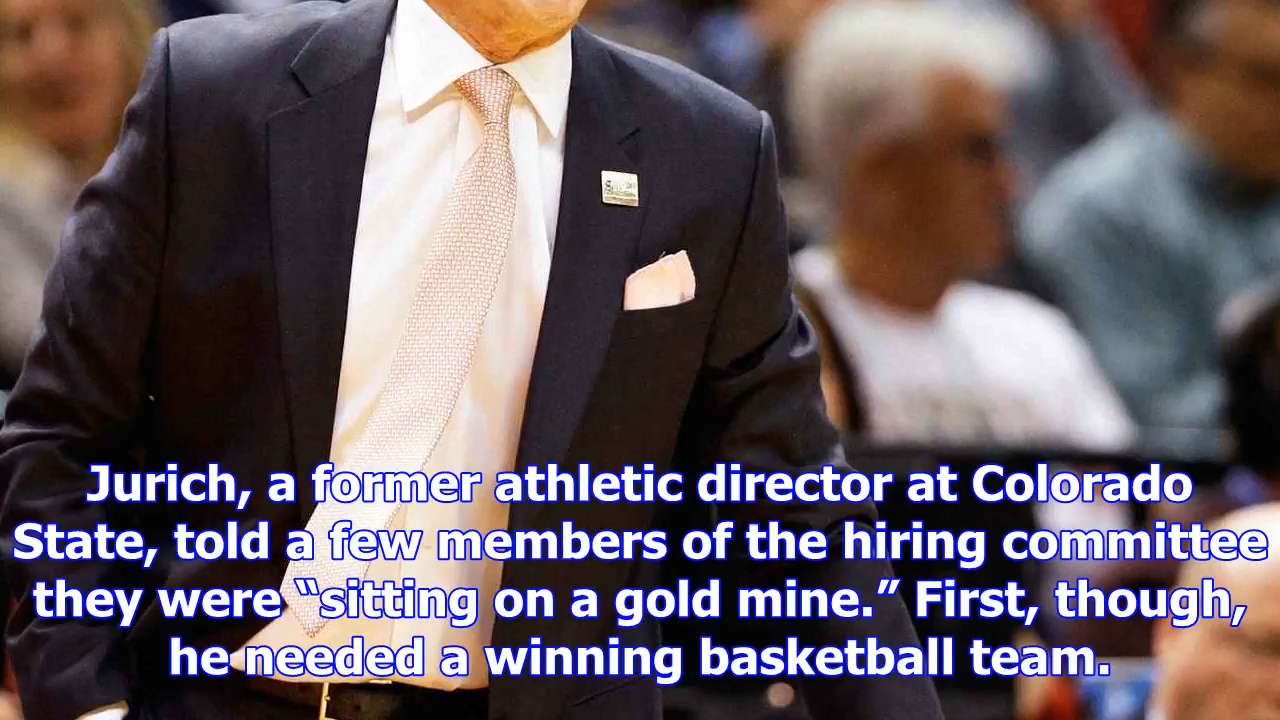 Jurich, a former athletic director at Colorado
State, told a few members of the hiring committee
they were “sitting on a gold mine.” First, though,
he needed a winning basketball team.